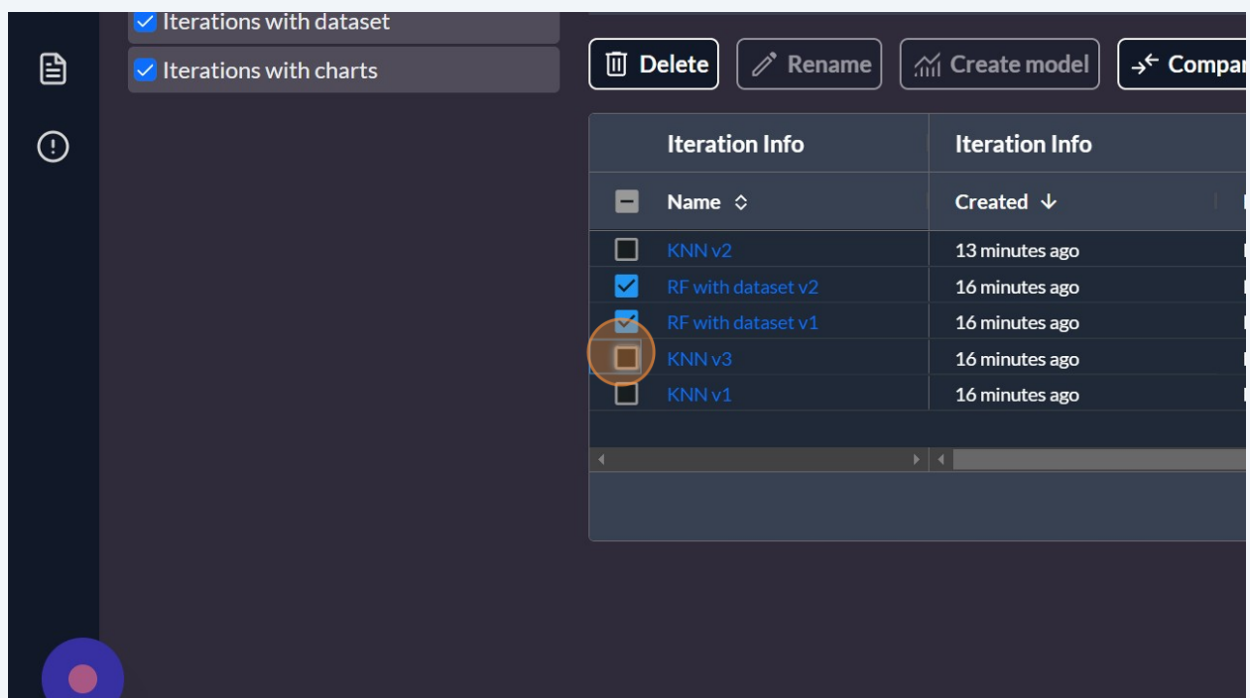 Iterations with dataset
Iterations with charts
Delete Rename Create model Compar
Iteration Info Iteration Info
Name Created
KNN v2 13 minutes ago
RF with dataset v2 16 minutes ago
RF with dataset v1 16 minutes ago
KNN v3 16 minutes ago
KNN v1 16 minutes ago